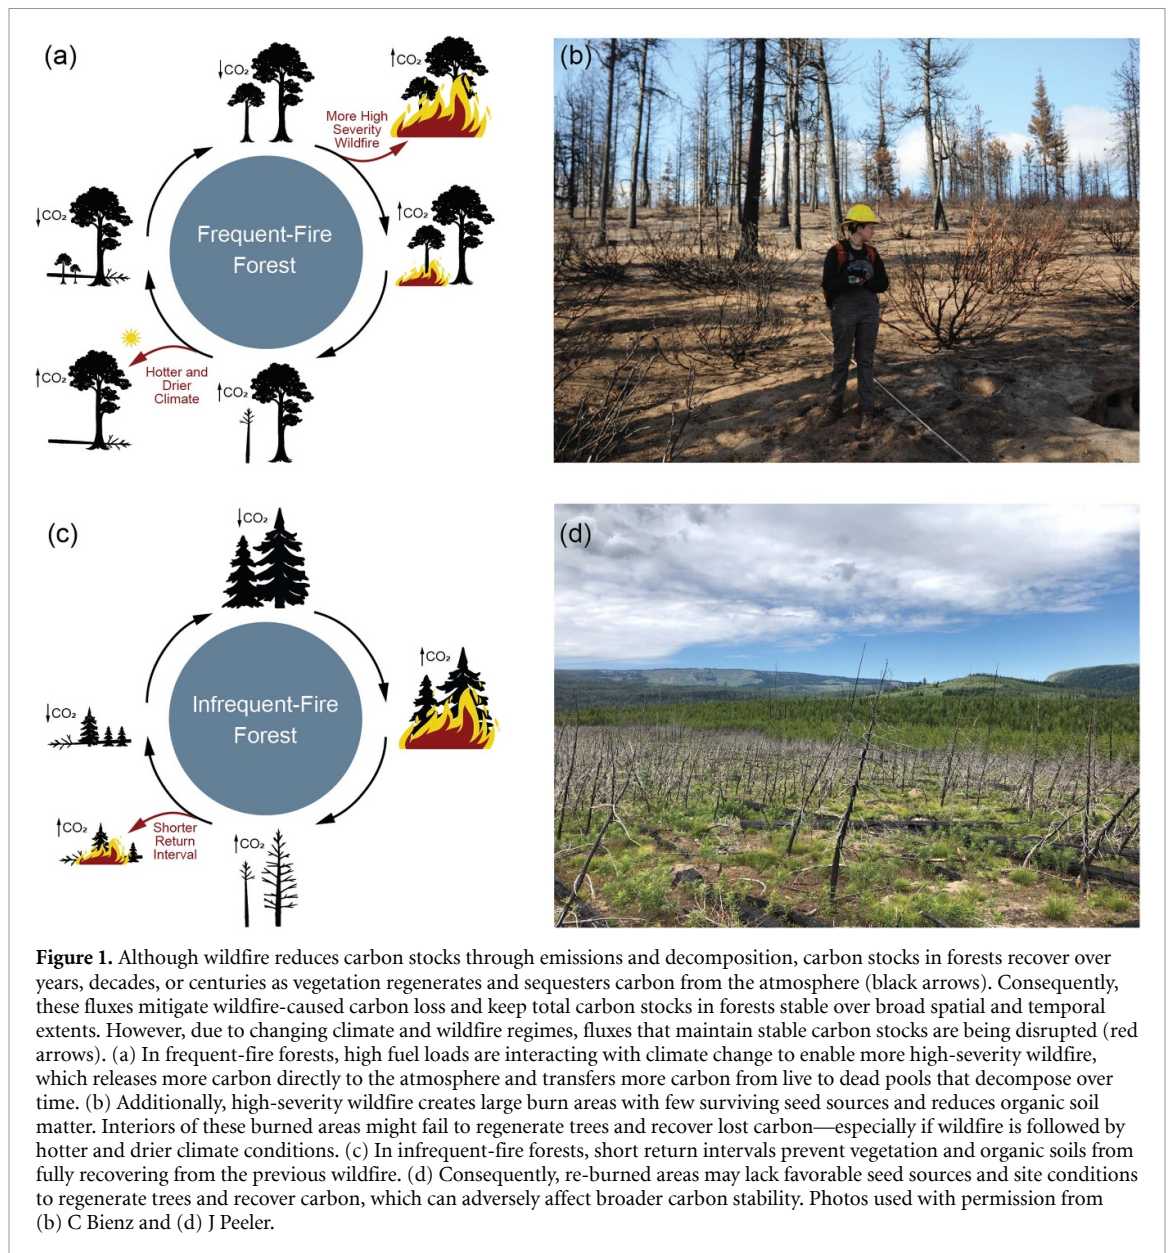 (a)
↓CO₂
↑CO₂
More High
Severity
Wildfire
↓CO₂
↑CO₂
Frequent-Fire
Forest
↑CO₂
Hotter and
Drier
Climate
↑CO₂
(b)
(c)
↓CO₂
↑CO₂
Infrequent-Fire
Forest
↓CO₂
↑CO₂
Shorter
Return
Interval
↑CO₂
(d)
Figure 1. Although wildfire reduces carbon stocks through emissions and decomposition, carbon stocks in forests recover over
years, decades, or centuries as vegetation regenerates and sequesters carbon from the atmosphere (black arrows). Consequently,
these fluxes mitigate wildfire-caused carbon loss and keep total carbon stocks in forests stable over broad spatial and temporal
extents. However, due to changing climate and wildfire regimes, fluxes that maintain stable carbon stocks are being disrupted (red
arrows). (a) In frequent-fire forests, high fuel loads are interacting with climate change to enable more high-severity wildfire,
which releases more carbon directly to the atmosphere and transfers more carbon from live to dead pools that decompose over
time. (b) Additionally, high-severity wildfire creates large burn areas with few surviving seed sources and reduces organic soil
matter. Interiors of these burned areas might fail to regenerate trees and recover lost carbon—especially if wildfire is followed by
hotter and drier climate conditions. (c) In infrequent-fire forests, short return intervals prevent vegetation and organic soils from
fully recovering from the previous wildfire. (d) Consequently, re-burned areas may lack favorable seed sources and site conditions
to regenerate trees and recover carbon, which can adversely affect broader carbon stability. Photos used with permission from
(b) C Bienz and (d) J Peeler.